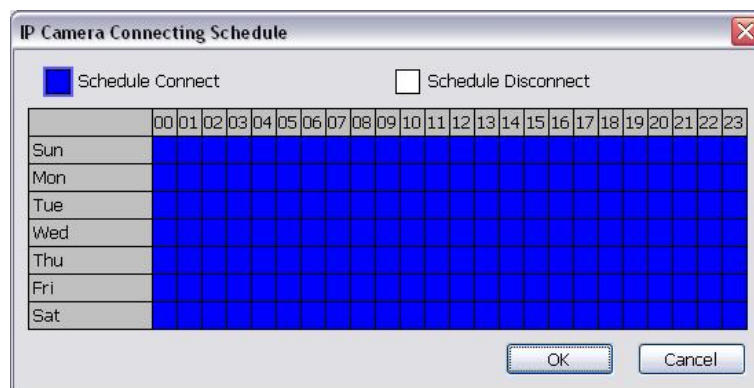 IP Camera Connecting Schedule
Schedule Connect Schedule Disconnect
00 01 02 03 04 05 06 07 08 09 10 11 12 13 14 15 16 17 18 19 20 21 22 23
Sun
Mon
Tue
Wed
Thu
Fri
Sat
OK Cancel